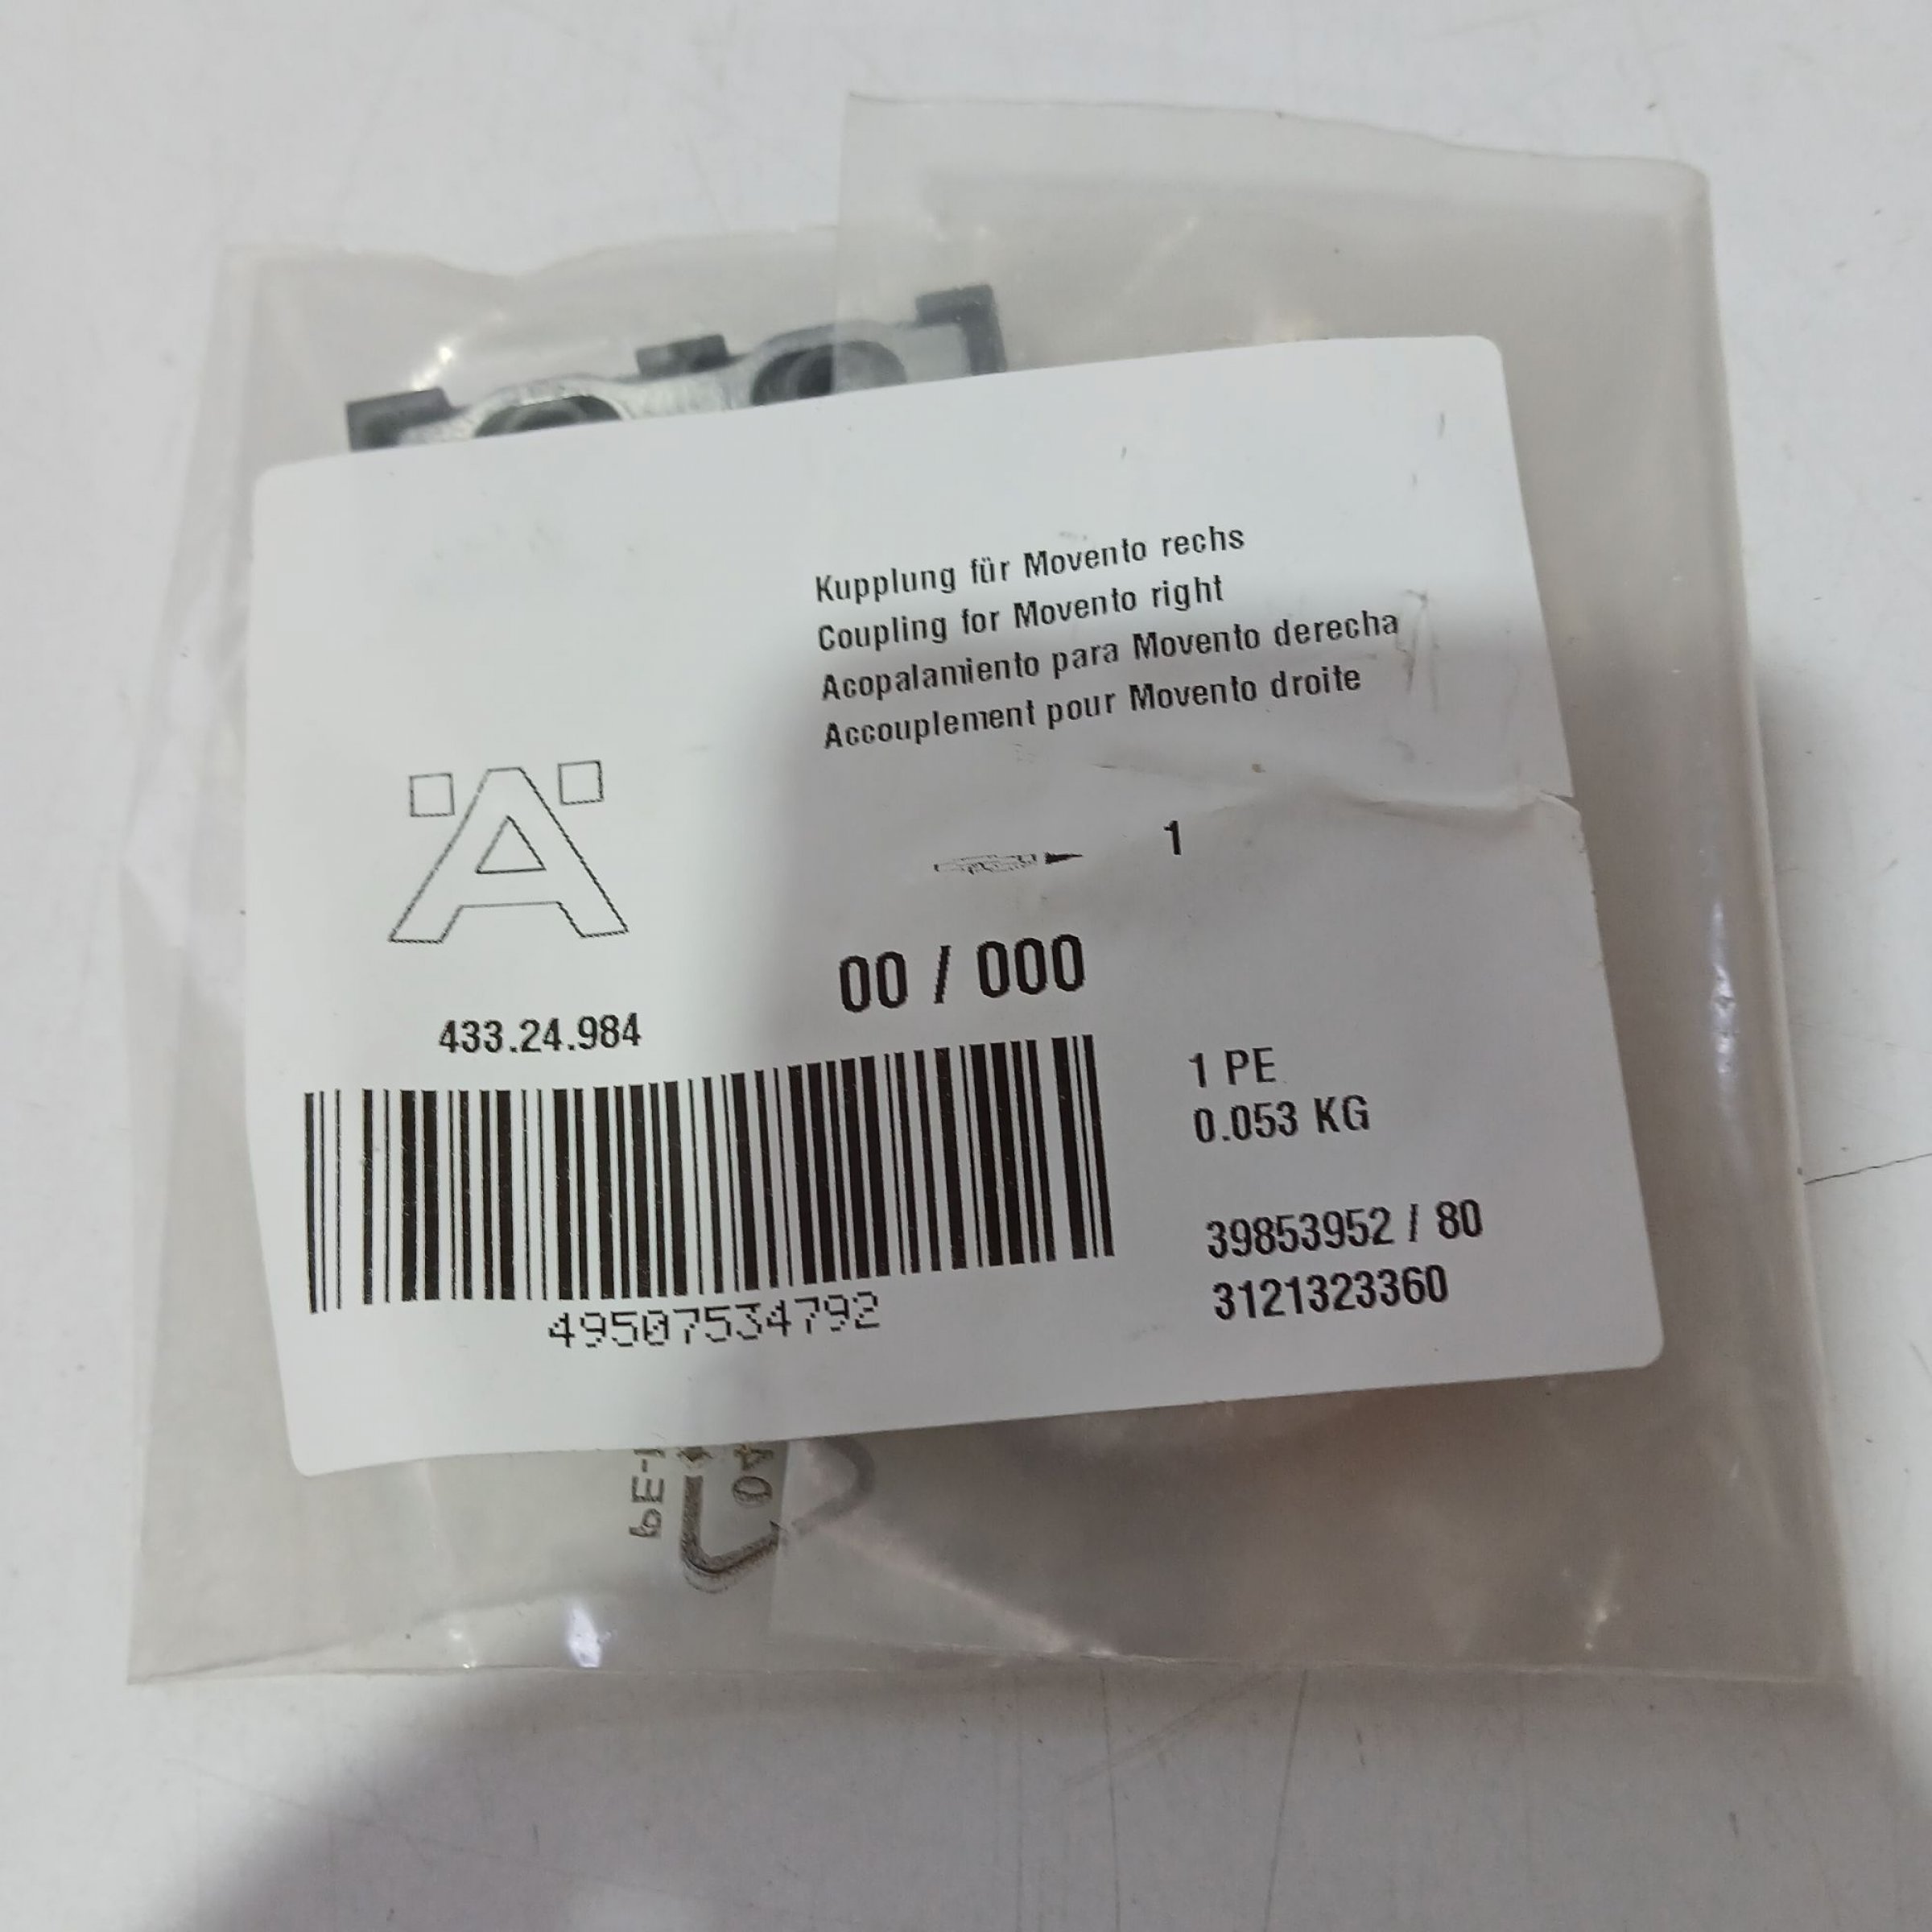 Kupplung für Movento rechs
Coupling for Movento right
Acopalamiento para Movento derecha
Accouplement pour Movento droite
Ä
1
00 / 000
433.24.984
1 PE
0.053 KG
39853952 / 80
3121323360
49507534792